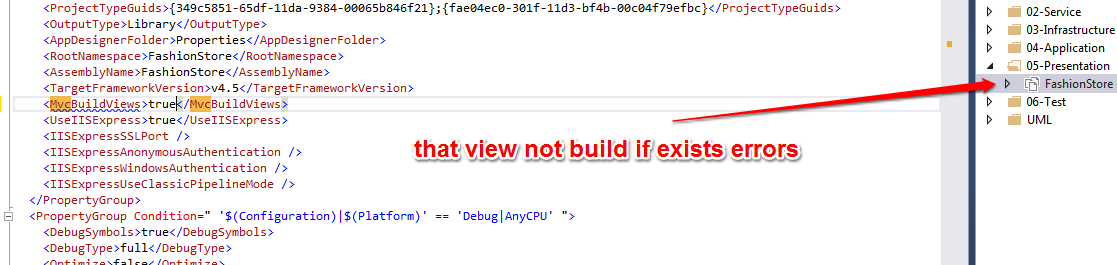 <ProjectTypeGuids>{349c5851-65df-11da-9384-00065b846f21};{fae04ec0-301f-11d3-bf4b-00c04f79efbc}</ProjectTypeGuids>
<OutputType>Library</OutputType>
<AppDesignerFolder>Properties</AppDesignerFolder>
<RootNamespace>FashionStore</RootNamespace>
<AssemblyName>FashionStore</AssemblyName>
<TargetFrameworkVersion>v4.5</TargetFrameworkVersion>
<MvcBuildViews>true</MvcBuildViews>
<UseIISExpress>true</UseIISExpress>
<IISExpressSSLPort />
<IISExpressAnonymousAuthentication />
<IISExpressWindowsAuthentication />
<IISExpressUseClassicPipelineMode />
</PropertyGroup>
<PropertyGroup Condition=" '$(Configuration)|$(Platform)' == 'Debug|AnyCPU' ">
<DebugSymbols>true</DebugSymbols>
<DebugType>full</DebugType>
<Optimize>false</Optimize>
that view not build if exists errors
02-Service
03-Infrastructure
04-Application
05-Presentation
FashionStore
06-Test
UML